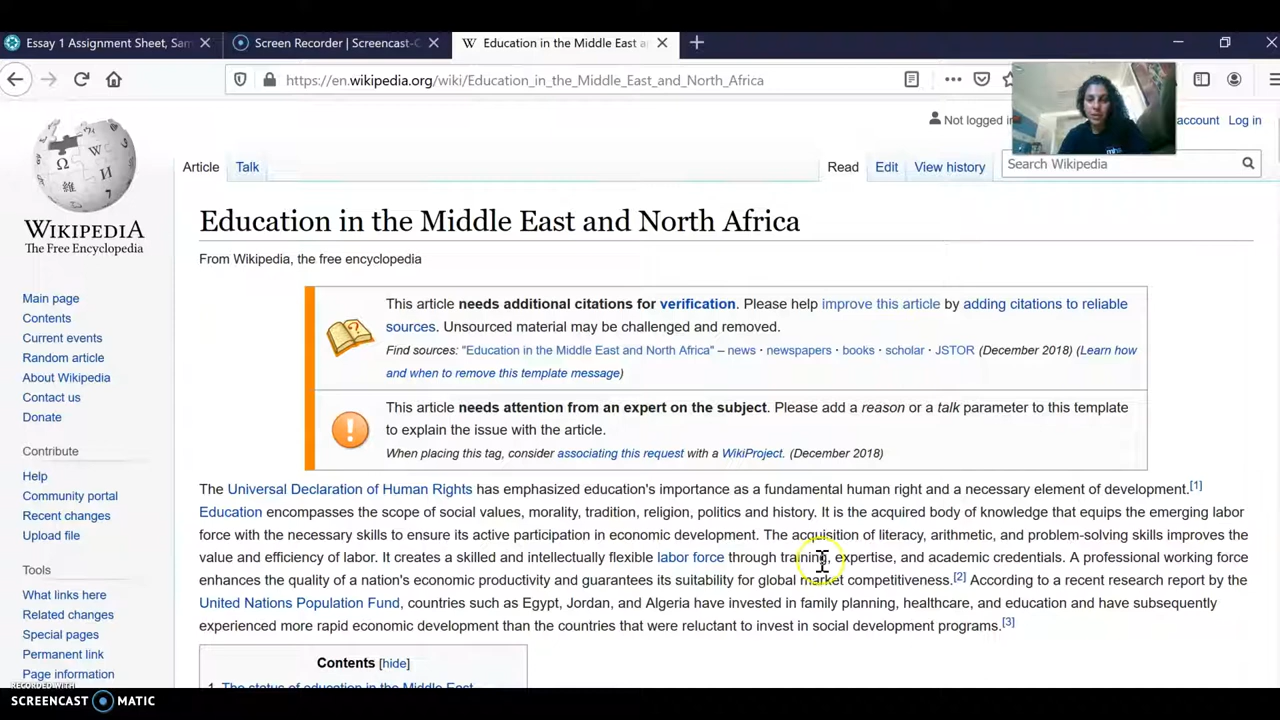 Essay 1 Assignment Sheet, Sam
Screen Recorder | Screencast-O
Education in the Middle East an
https://en.wikipedia.org/wiki/Education_in_the_Middle_East_and_North_Africa
Not logged in
account
Log in
Article
Talk
Read
Edit
View history
Search Wikipedia
WIKIPEDIA
The Free Encyclopedia
Main page
Contents
Current events
Random article
About Wikipedia
Contact us
Donate
Contribute
Help
Community portal
Recent changes
Upload file
Tools
What links here
Related changes
Special pages
Permanent link
Page information
Education in the Middle East and North Africa
From Wikipedia, the free encyclopedia
This article needs additional citations for verification. Please help improve this article by adding citations to reliable
sources. Unsourced material may be challenged and removed.
Find sources: "Education in the Middle East and North Africa" – news · newspapers · books · scholar · JSTOR (December 2018) (Learn how
and when to remove this template message)
This article needs attention from an expert on the subject. Please add a reason or a talk parameter to this template
to explain the issue with the article.
When placing this tag, consider associating this request with a WikiProject. (December 2018)
The Universal Declaration of Human Rights has emphasized education's importance as a fundamental human right and a necessary element of development.[1]
Education encompasses the scope of social values, morality, tradition, religion, politics and history. It is the acquired body of knowledge that equips the emerging labor
force with the necessary skills to ensure its active participation in economic development. The acquisition of literacy, arithmetic, and problem-solving skills improves the
value and efficiency of labor. It creates a skilled and intellectually flexible labor force through training, expertise, and academic credentials. A professional working force
enhances the quality of a nation's economic productivity and guarantees its suitability for global market competitiveness.[2] According to a recent research report by the
United Nations Population Fund, countries such as Egypt, Jordan, and Algeria have invested in family planning, healthcare, and education and have subsequently
experienced more rapid economic development than the countries that were reluctant to invest in social development programs.[3]
Contents [hide]
1 The status of education in the Middle East
RECORDED WITH
SCREENCAST MATIC